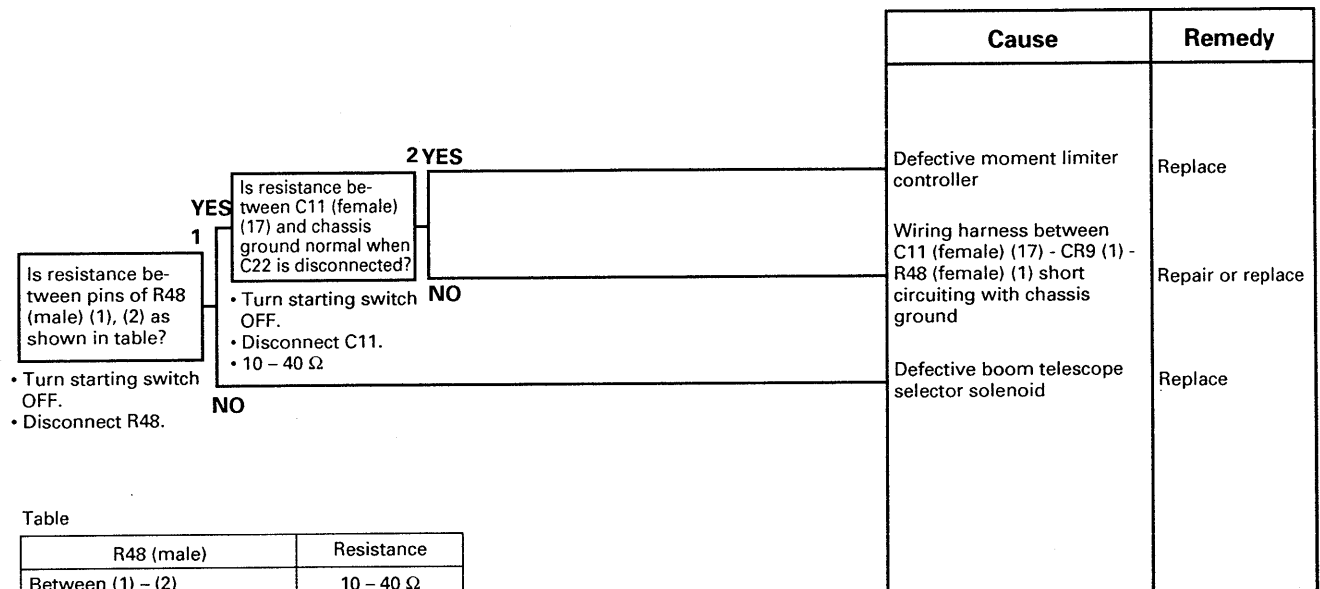 Cause
Remedy
2 YES
Defective moment limiter
controller
Replace
YES
1
Is resistance be-
tween C11 (female)
(17) and chassis
ground normal when
C22 is disconnected?
NO
Wiring harness between
C11 (female) (17) - CR9 (1) -
R48 (female) (1) short
circuiting with chassis
ground
Repair or replace
Is resistance be-
tween pins of R48
(male) (1), (2) as
shown in table?
• Turn starting switch
OFF.
• Disconnect C11.
• 10 – 40 Ω
• Turn starting switch
OFF.
• Disconnect R48.
NO
Defective boom telescope
selector solenoid
Replace
Table
R48 (male)
Resistance
Between (1) – (2)
10 – 40 Ω